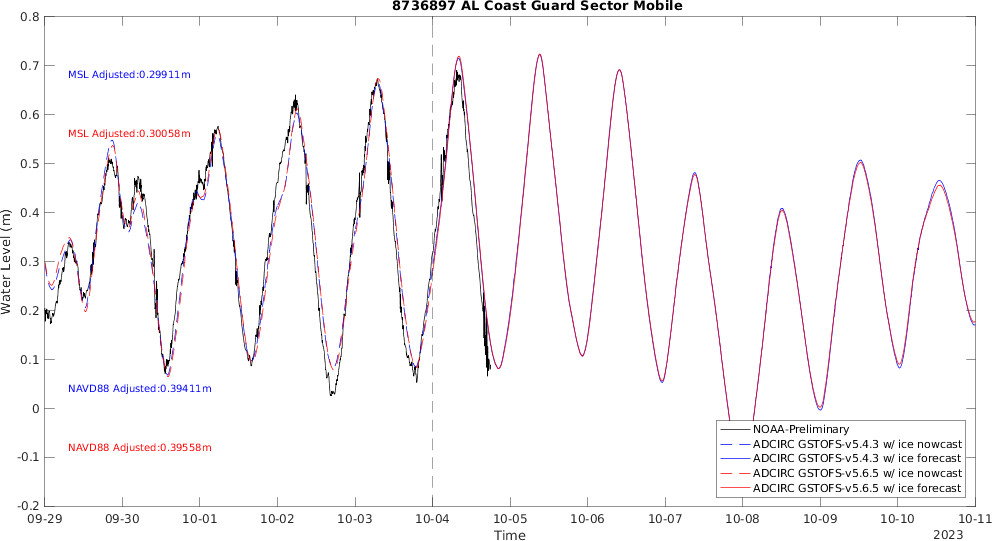 8736897 AL Coast Guard Sector Mobile
0.8
0.7
0.6
0.5
0.4
0.3
0.2
0.1
0
-0.1
-0.2
Water Level (m)
MSL Adjusted:0.29911m
MSL Adjusted:0.30058m
NAVD88 Adjusted:0.39411m
NAVD88 Adjusted:0.39558m
NOAA-Preliminary
ADCIRC GSTOFS-v5.4.3 w/ ice nowcast
ADCIRC GSTOFS-v5.4.3 w/ ice forecast
ADCIRC GSTOFS-v5.6.5 w/ ice nowcast
ADCIRC GSTOFS-v5.6.5 w/ ice forecast
09-29 09-30 10-01 10-02 10-03 10-04 10-05 10-06 10-07 10-08 10-09 10-10 10-11
Time
2023